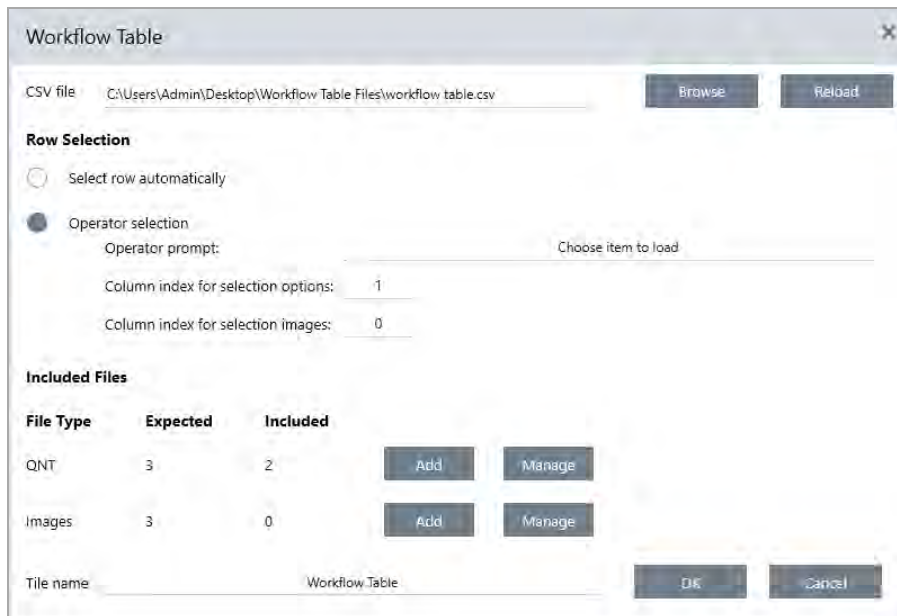 Workflow Table
CSV file C:\Users\Admin\Desktop\Workflow Table Files\workflow table.csv Browse Reload
Row Selection
Select row automatically
Operator selection
Operator prompt: Choose item to load
Column index for selection options: 1
Column index for selection images: 0
Included Files
File Type Expected Included
QNT 3 2 Add Manage
Images 3 0 Add Manage
Tile name Workflow Table OK Cancel